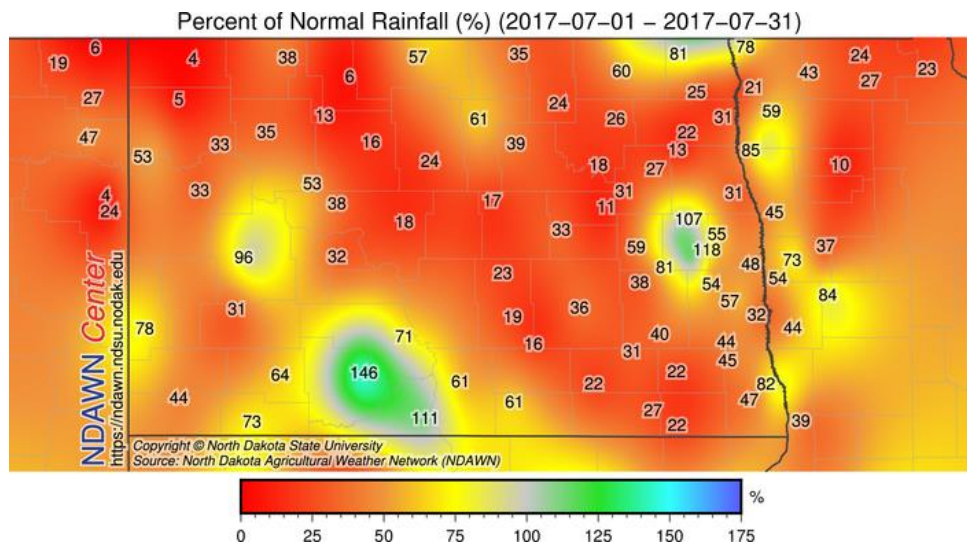 Percent of Normal Rainfall (%) (2017−07−01 − 2017−07−31)
6 4 38 57 35 81 78 24
19 6 60 43 27 23
27 5 13 61 24 25 21 59
47 33 35 16 39 26 22 31
53 24 18 13 27 85 10
4 33 53 17 31 31
24 38 18 11 107 45
96 32 33 59 55 118 37
23 81 48 73
38 54 54
31 19 36 57 32 84
78 71 16 40 44 44
31 45
64 146 61 22 22 82
44 61 47
73 111 27 22 39
NDAWN Center
https://ndawn.ndsu.nodak.edu
Copyright © North Dakota State University
Source: North Dakota Agricultural Weather Network (NDAWN)
%
0 25 50 75 100 125 150 175